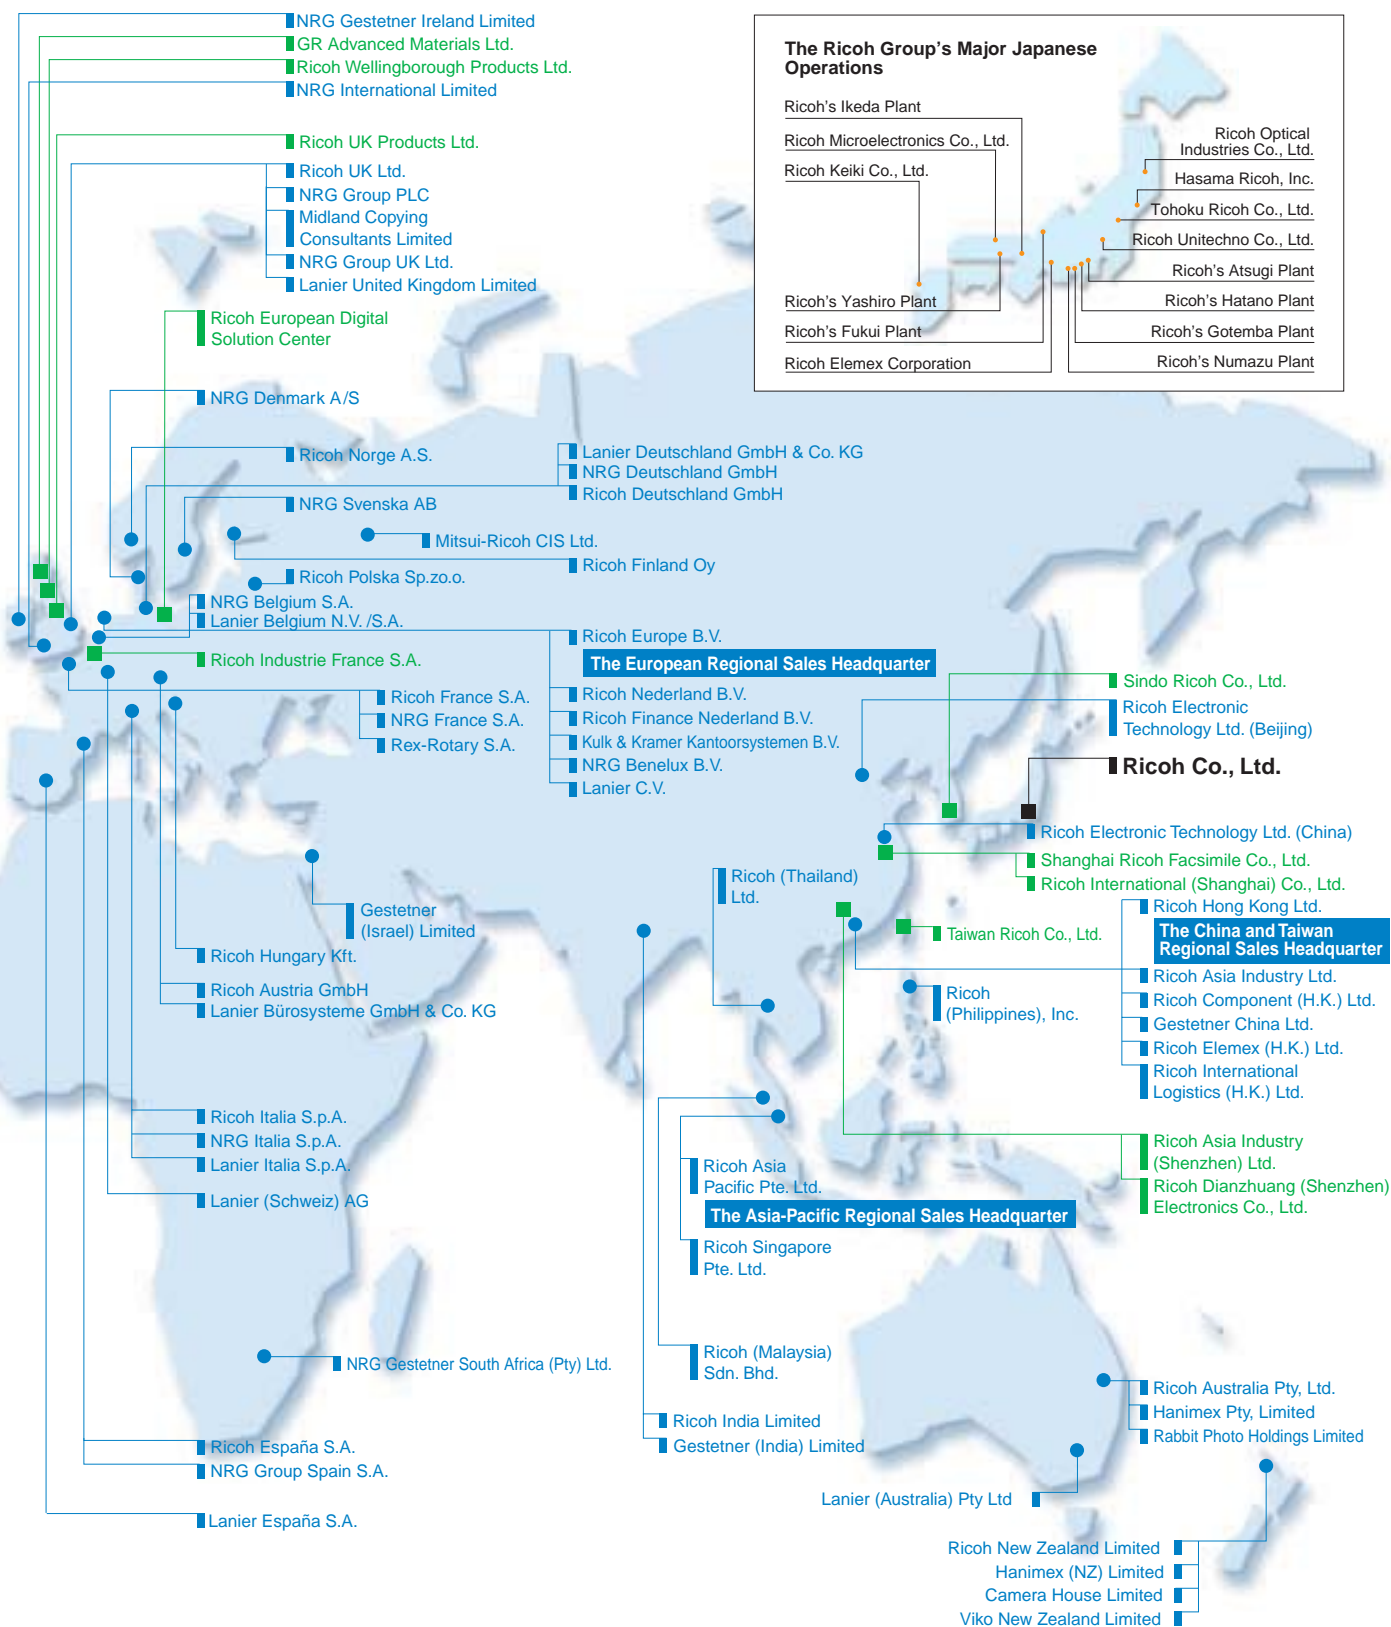 NRG Gestetner Ireland Limited
GR Advanced Materials Ltd.
Ricoh Wellingborough Products Ltd.
NRG International Limited
Ricoh UK Products Ltd.
Ricoh UK Ltd.
NRG Group PLC
Midland Copying
Consultants Limited
NRG Group UK Ltd.
Lanier United Kingdom Limited
Ricoh European Digital
Solution Center
NRG Denmark A/S
Ricoh Norge A.S.
NRG Svenska AB
Lanier Deutschland GmbH & Co. KG
NRG Deutschland GmbH
Ricoh Deutschland GmbH
Mitsui-Ricoh CIS Ltd.
Ricoh Finland Oy
Ricoh Polska Sp.zo.o.
NRG Belgium S.A.
Lanier Belgium N.V. /S.A.
Ricoh Industrie France S.A.
Ricoh Europe B.V.
The European Regional Sales Headquarter
Ricoh Nederland B.V.
Ricoh Finance Nederland B.V.
Kulk & Kramer Kantoorsystemen B.V.
NRG Benelux B.V.
Lanier C.V.
Ricoh France S.A.
NRG France S.A.
Rex-Rotary S.A.
The Ricoh Group's Major Japanese
Operations
Ricoh's Ikeda Plant
Ricoh Microelectronics Co., Ltd.
Ricoh Keiki Co., Ltd.
Ricoh's Yashiro Plant
Ricoh's Fukui Plant
Ricoh Elemex Corporation
Ricoh Optical
Industries Co., Ltd.
Hasama Ricoh, Inc.
Tohoku Ricoh Co., Ltd.
Ricoh Unitechno Co., Ltd.
Ricoh's Atsugi Plant
Ricoh's Hatano Plant
Ricoh's Gotemba Plant
Ricoh's Numazu Plant
Sindo Ricoh Co., Ltd.
Ricoh Electronic
Technology Ltd. (Beijing)
Ricoh Co., Ltd.
Ricoh Electronic Technology Ltd. (China)
Shanghai Ricoh Facsimile Co., Ltd.
Ricoh International (Shanghai) Co., Ltd.
Ricoh (Thailand)
Ltd.
Taiwan Ricoh Co., Ltd.
Ricoh Hong Kong Ltd.
The China and Taiwan
Regional Sales Headquarter
Ricoh Asia Industry Ltd.
Ricoh Component (H.K.) Ltd.
Gestetner China Ltd.
Ricoh Elemex (H.K.) Ltd.
Ricoh International
Logistics (H.K.) Ltd.
Ricoh
(Philippines), Inc.
Gestetner
(Israel) Limited
Ricoh Hungary Kft.
Ricoh Austria GmbH
Lanier Bürosysteme GmbH & Co. KG
Ricoh Italia S.p.A.
NRG Italia S.p.A.
Lanier Italia S.p.A.
Lanier (Schweiz) AG
Ricoh Asia Industry
(Shenzhen) Ltd.
Ricoh Dianzhuang (Shenzhen)
Electronics Co., Ltd.
Ricoh Asia
Pacific Pte. Ltd.
The Asia-Pacific Regional Sales Headquarter
Ricoh Singapore
Pte. Ltd.
Ricoh (Malaysia)
Sdn. Bhd.
NRG Gestetner South Africa (Pty) Ltd.
Ricoh India Limited
Gestetner (India) Limited
Ricoh Australia Pty, Ltd.
Hanimex Pty, Limited
Rabbit Photo Holdings Limited
Ricoh España S.A.
NRG Group Spain S.A.
Lanier España S.A.
Lanier (Australia) Pty Ltd
Ricoh New Zealand Limited
Hanimex (NZ) Limited
Camera House Limited
Viko New Zealand Limited